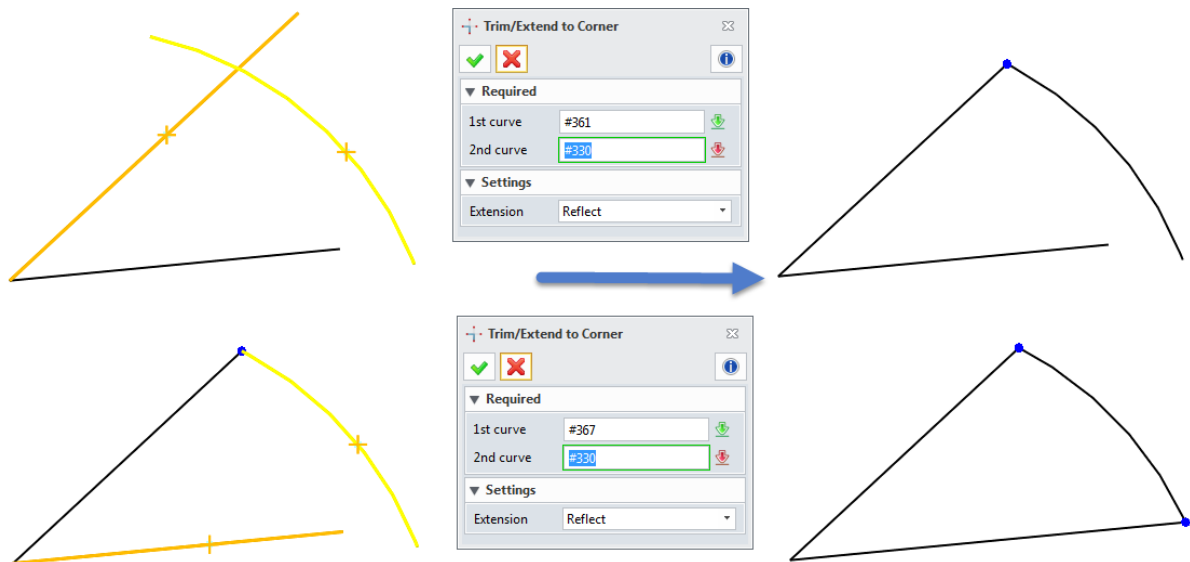 Trim/Extend to Corner
Required
1st curve #361
2nd curve #330
Settings
Extension Reflect
Trim/Extend to Corner
Required
1st curve #367
2nd curve #330
Settings
Extension Reflect